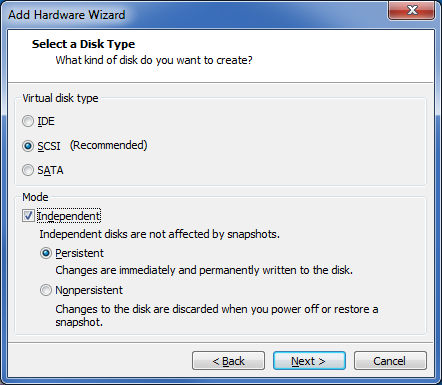 Add Hardware Wizard
Select a Disk Type
What kind of disk do you want to create?
Virtual disk type
IDE
SCSI (Recommended)
SATA
Mode
Independent
Independent disks are not affected by snapshots.
Persistent
Changes are immediately and permanently written to the disk.
Nonpersistent
Changes to the disk are discarded when you power off or restore a
snapshot.
< Back Next > Cancel